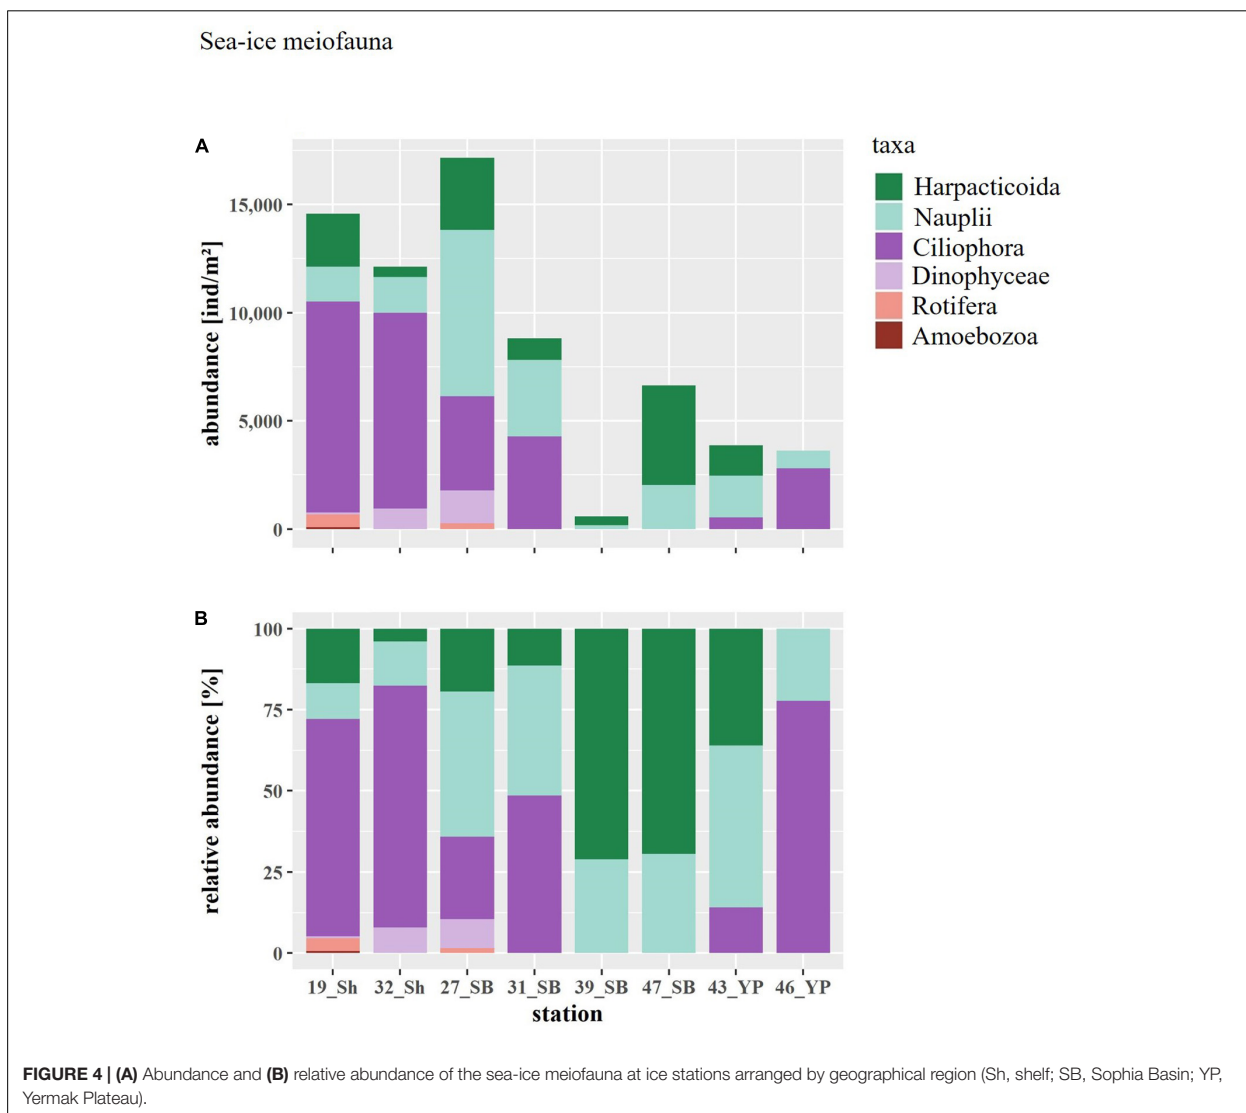 Sea-ice meiofauna
A
taxa
Harpacticoida
Nauplii
Ciliophora
Dinophyceae
Rotifera
Amoebozoa
abundance [ind/m²]
15,000
10,000
5,000
0
B
relative abundance [%]
100
75
50
25
0
19_Sh 32_Sh 27_SB 31_SB 39_SB 47_SB 43_YP 46_YP
station
FIGURE 4 | (A) Abundance and (B) relative abundance of the sea-ice meiofauna at ice stations arranged by geographical region (Sh, shelf; SB, Sophia Basin; YP,
Yermak Plateau).